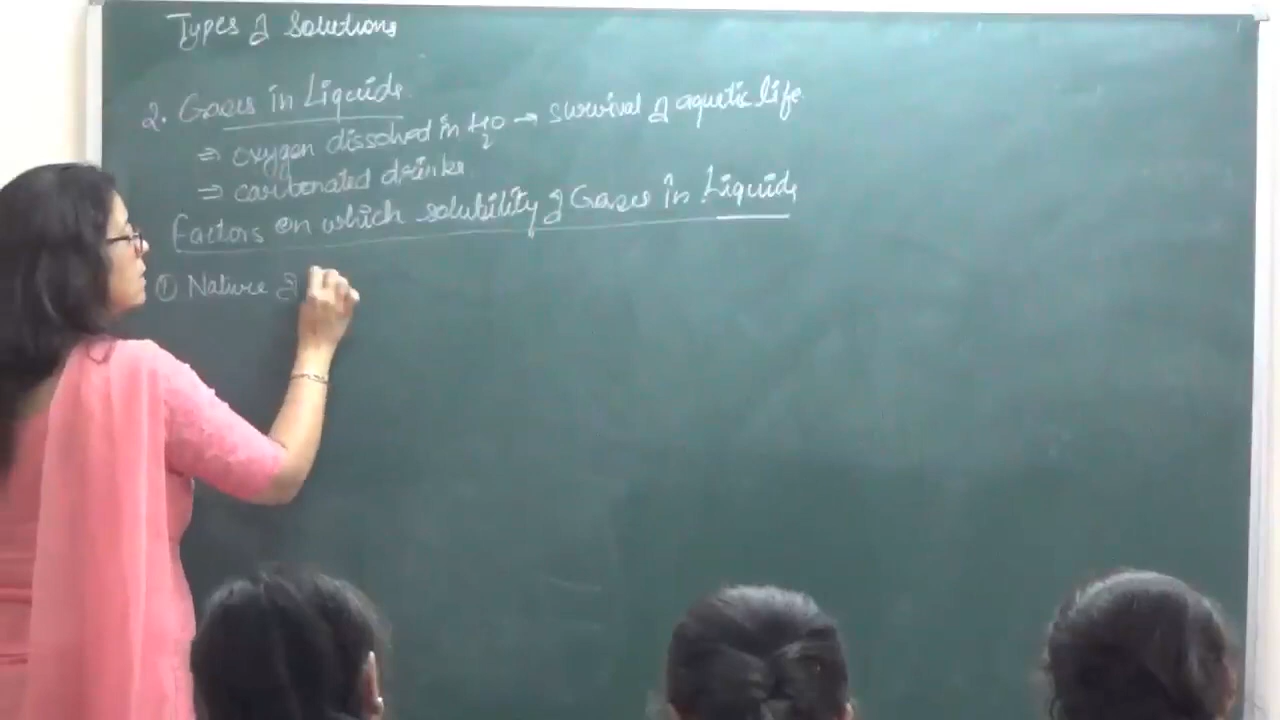 Types of Solutions
2. Gases in Liquids
⇒ oxygen dissolved in H2O → survival of aquatic life.
⇒ carbonated drinks.
Factors on which solubility of Gases in Liquids
① Nature of